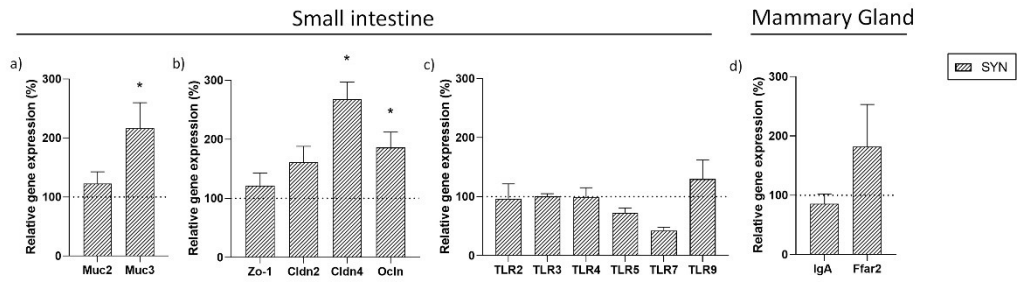 Small intestine
Mammary Gland
SYN
a)
Relative gene expression (%)
300
200
100
0
*
Muc2 Muc3
b)
Relative gene expression (%)
300
200
100
0
*
*
Zo-1 Cldn2 Cldn4 Ocln
c)
Relative gene expression (%)
300
200
100
0
TLR2 TLR3 TLR4 TLR5 TLR7 TLR9
d)
Relative gene expression (%)
300
200
100
0
IgA Ffar2